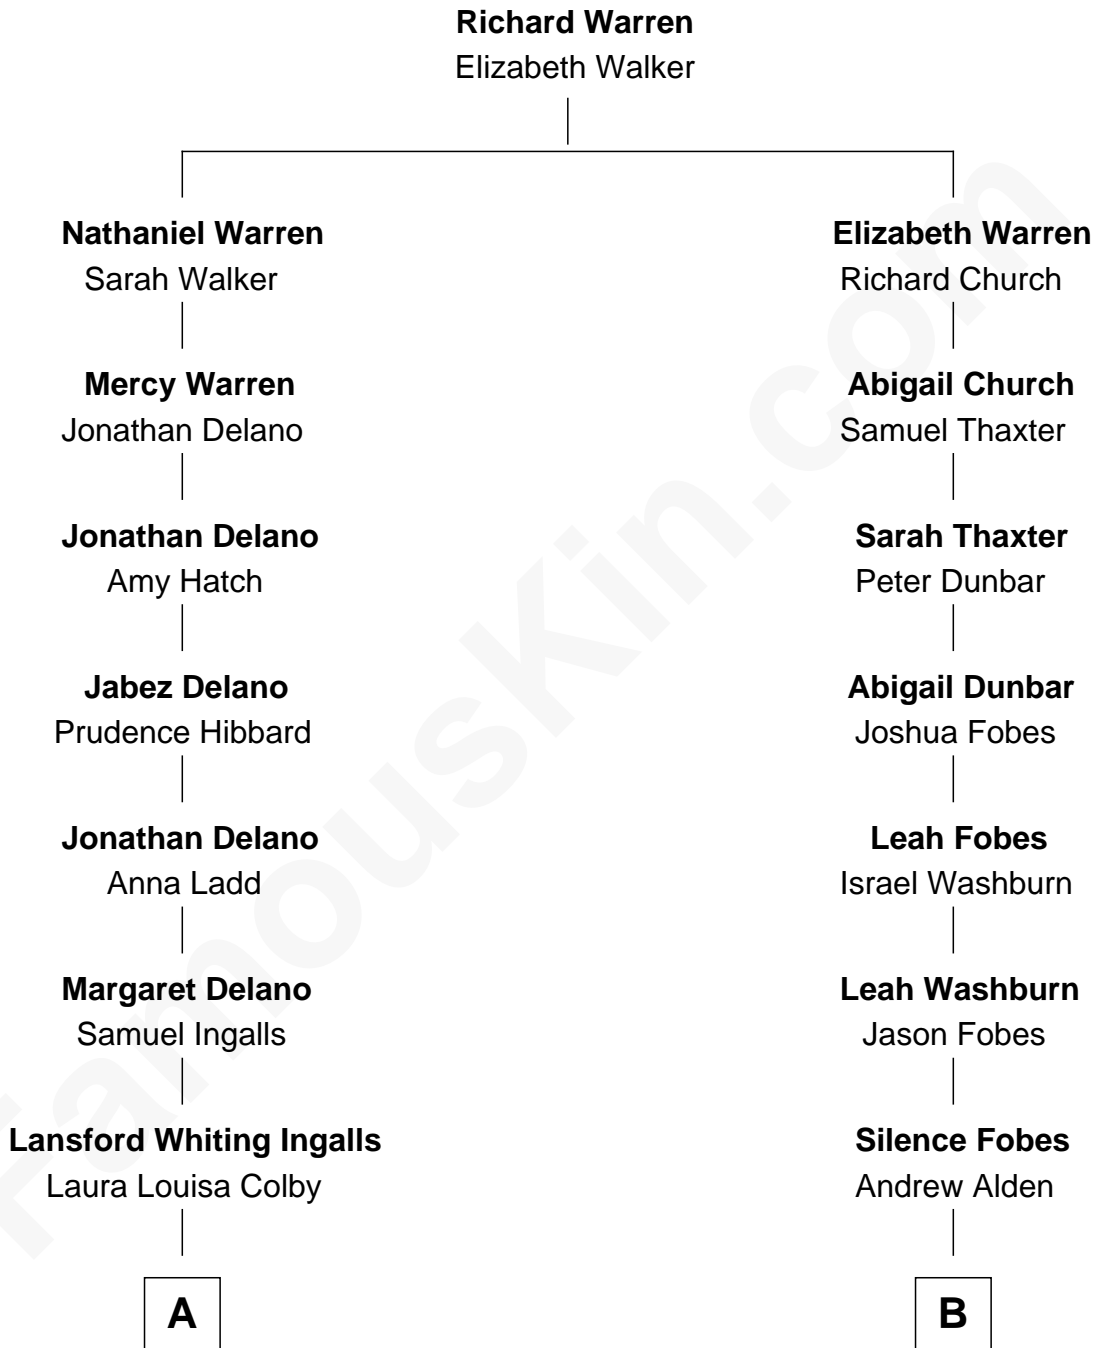 Richard Warren
Elizabeth Walker
Nathaniel Warren
Sarah Walker
Elizabeth Warren
Richard Church
Mercy Warren
Jonathan Delano
Abigail Church
Samuel Thaxter
Jonathan Delano
Amy Hatch
Sarah Thaxter
Peter Dunbar
Jabez Delano
Prudence Hibbard
Abigail Dunbar
Joshua Fobes
Jonathan Delano
Anna Ladd
Leah Fobes
Israel Washburn
Margaret Delano
Samuel Ingalls
Leah Washburn
Jason Fobes
Lansford Whiting Ingalls
Laura Louisa Colby
Silence Fobes
Andrew Alden
A
B
FamousKin.com